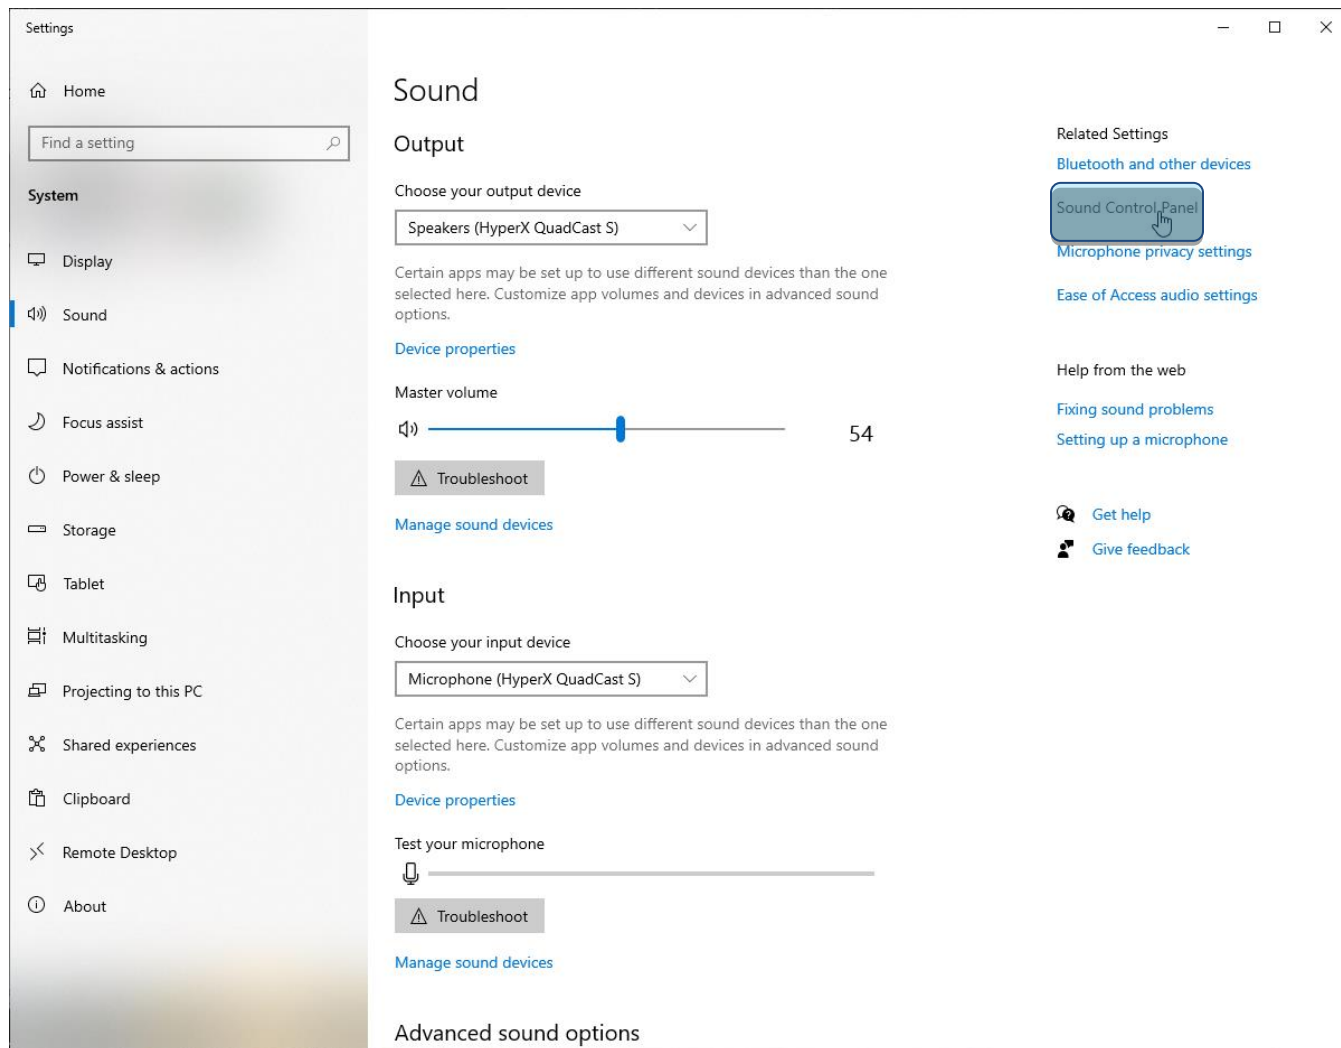 Settings
Home
Find a setting
System
Display
Sound
Notifications & actions
Focus assist
Power & sleep
Storage
Tablet
Multitasking
Projecting to this PC
Shared experiences
Clipboard
Remote Desktop
About
Sound
Output
Choose your output device
Speakers (HyperX QuadCast S)
Certain apps may be set up to use different sound devices than the one
selected here. Customize app volumes and devices in advanced sound
options.
Device properties
Master volume
54
Troubleshoot
Manage sound devices
Input
Choose your input device
Microphone (HyperX QuadCast S)
Certain apps may be set up to use different sound devices than the one
selected here. Customize app volumes and devices in advanced sound
options.
Device properties
Test your microphone
Troubleshoot
Manage sound devices
Advanced sound options
Related Settings
Bluetooth and other devices
Sound Control Panel
Microphone privacy settings
Ease of Access audio settings
Help from the web
Fixing sound problems
Setting up a microphone
Get help
Give feedback